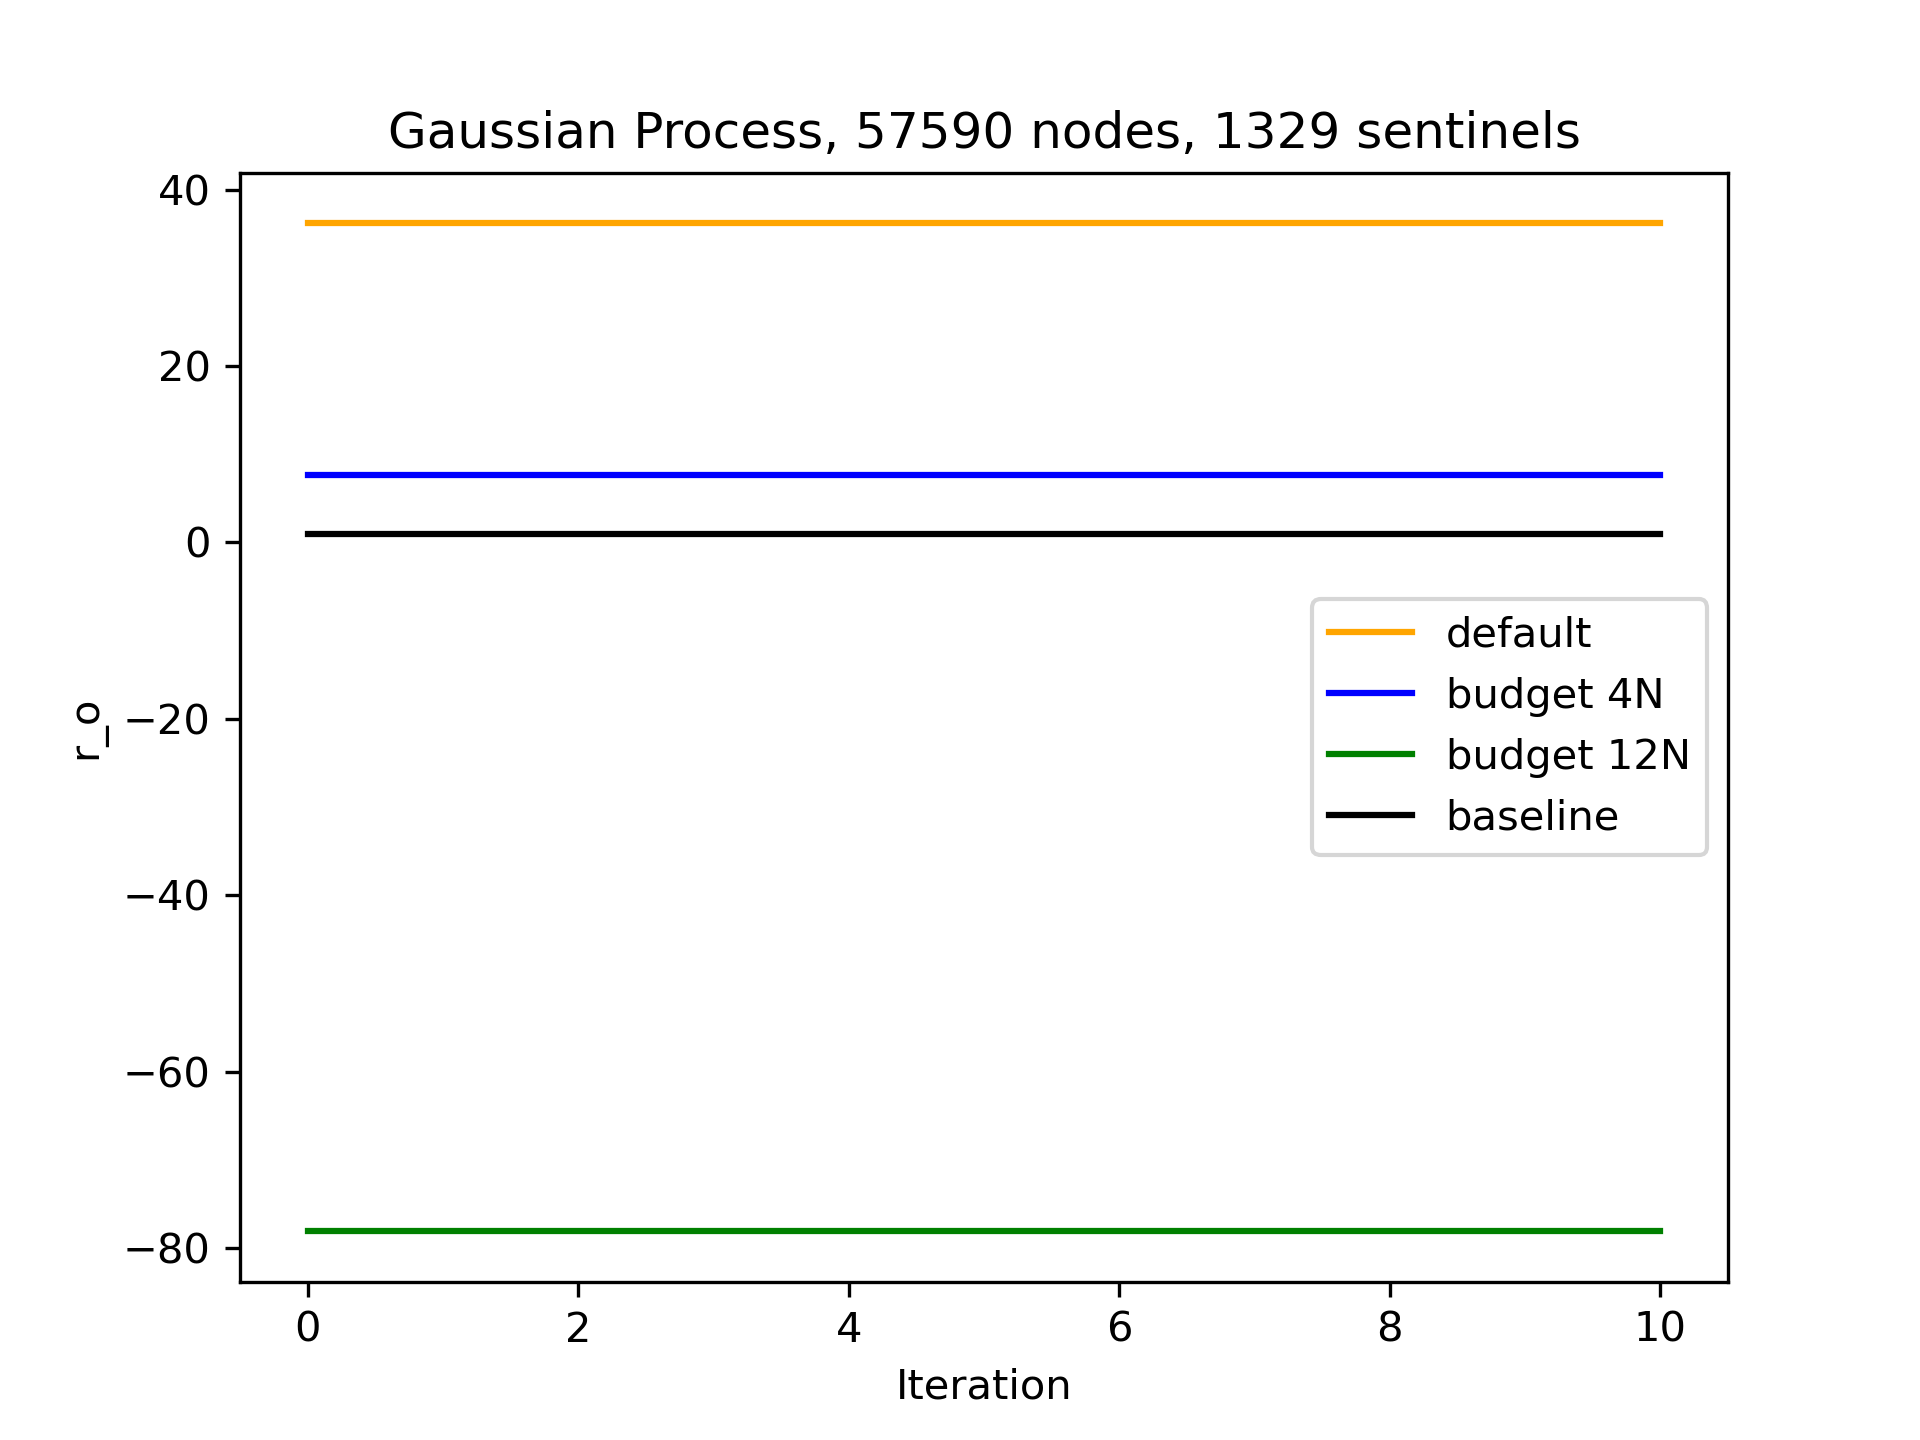 Gaussian Process, 57590 nodes, 1329 sentinels
40
20
0
−20
−40
−60
−80
r_o
default
budget 4N
budget 12N
baseline
0 2 4 6 8 10
Iteration